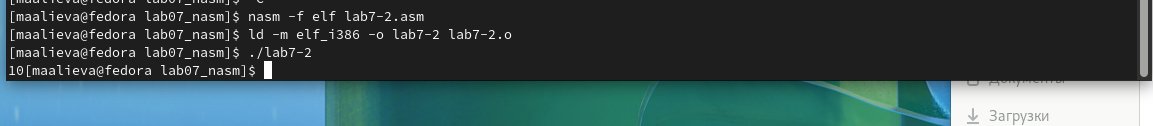 [maalieva@fedora lab07_nasm]$ nasm -f elf lab7-2.asm
[maalieva@fedora lab07_nasm]$ ld -m elf_i386 -o lab7-2 lab7-2.o
[maalieva@fedora lab07_nasm]$ ./lab7-2
10[maalieva@fedora lab07_nasm]$
Документы
Загрузки